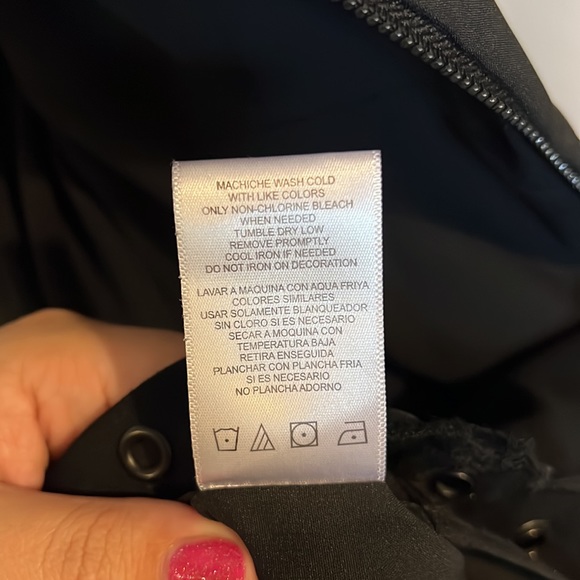 MACHICHE WASH COLD
WITH LIKE COLORS
ONLY NON-CHLORINE BLEACH
WHEN NEEDED
TUMBLE DRY LOW
REMOVE PROMPTLY
COOL IRON IF NEEDED
DO NOT IRON ON DECORATION
LAVAR A MAQUINA CON AQUA FRIYA
COLORES SIMILARES
USAR SOLAMENTE BLANQUEADOR
SIN CLORO SI ES NECESARIO
SECAR A MOQUINA CON
TEMPERATURA BAJA
RETIRA ENSEGUIDA
PLANCHAR CON PLANCHA FRIA
SI ES NECESARIO
NO PLANCHA ADORNO